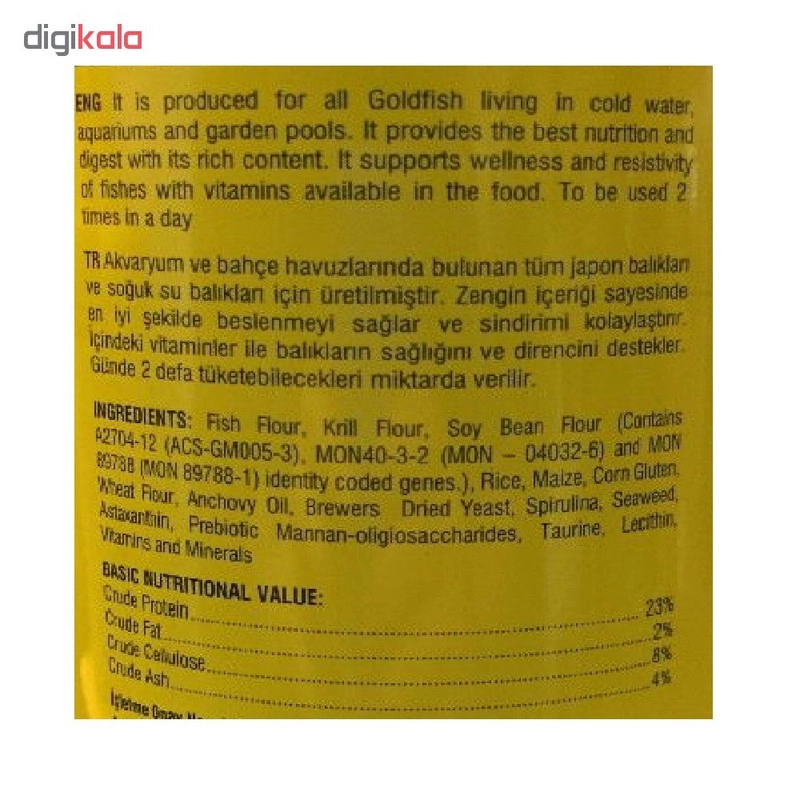 digikala
ENG It is produced for all Goldfish living in cold water,
aquariums and garden pools. It provides the best nutrition and
digest with its rich content. It supports wellness and resistivity
of fishes with vitamins available in the food. To be used 2
times in a day
TR Akvaryum ve bahçe havuzlarında bulunan tüm japon balıkları
ve soğuk su balıkları için üretilmiştir. Zengin içeriği sayesinde
en iyi şekilde beslenmeyi sağlar ve sindirimi kolaylaştırır.
İçindeki vitaminler ile balıkların sağlığını ve direncini destekler.
Günde 2 defa tüketebilecekleri miktarda verilir.
INGREDIENTS: Fish Flour, Krill Flour, Soy Bean Flour (Contains
A2704-12 (ACS-GM005-3), MON40-3-2 (MON – 04032-6) and MON
89788 (MON 89788-1) identity coded genes.), Rice, Maize, Corn Gluten,
Wheat Flour, Anchovy Oil, Brewers Dried Yeast, Spirulina, Seaweed,
Astaxanthin, Prebiotic Mannan-oligiosaccharides, Taurine, Lecithin,
Vitamins and Minerals
BASIC NUTRITIONAL VALUE:
Crude Protein 23%
Crude Fat 2%
Crude Cellulose 8%
Crude Ash 4%
İşletme Onay